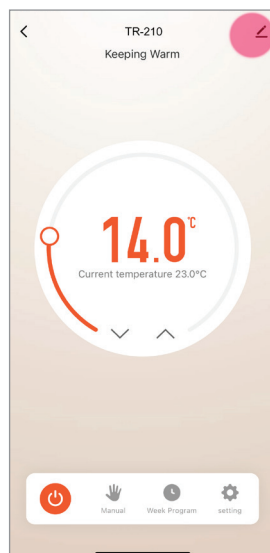 TR-210
Keeping Warm
14.0℃
Current temperature 23.0°C
Manual Week Program setting